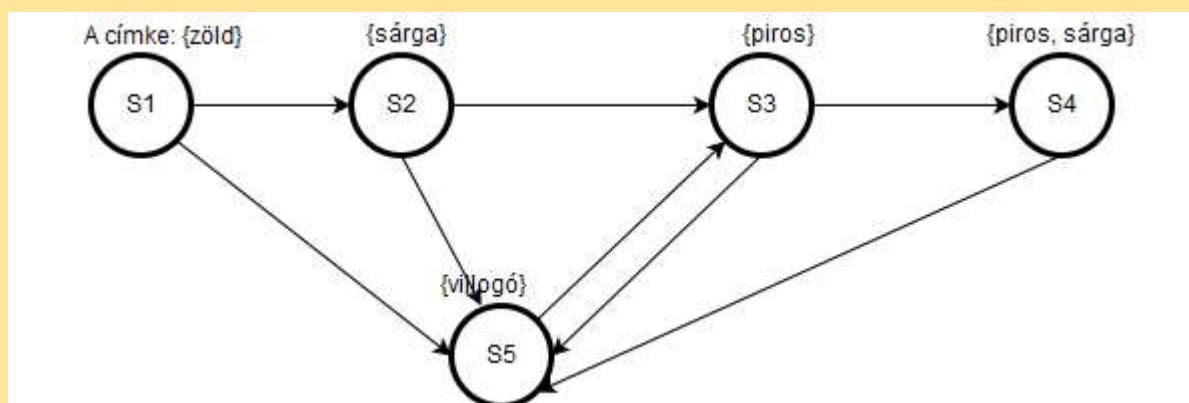 A címke: {zöld}
{sárga}
{piros}
{piros, sárga}
S1
S2
S3
S4
{villogó}
S5